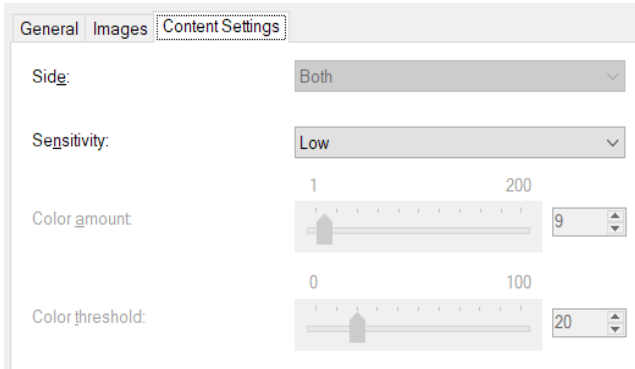 General Images Content Settings
Side: Both
Sensitivity: Low
1 200
Color amount: 9
0 100
Color threshold: 20